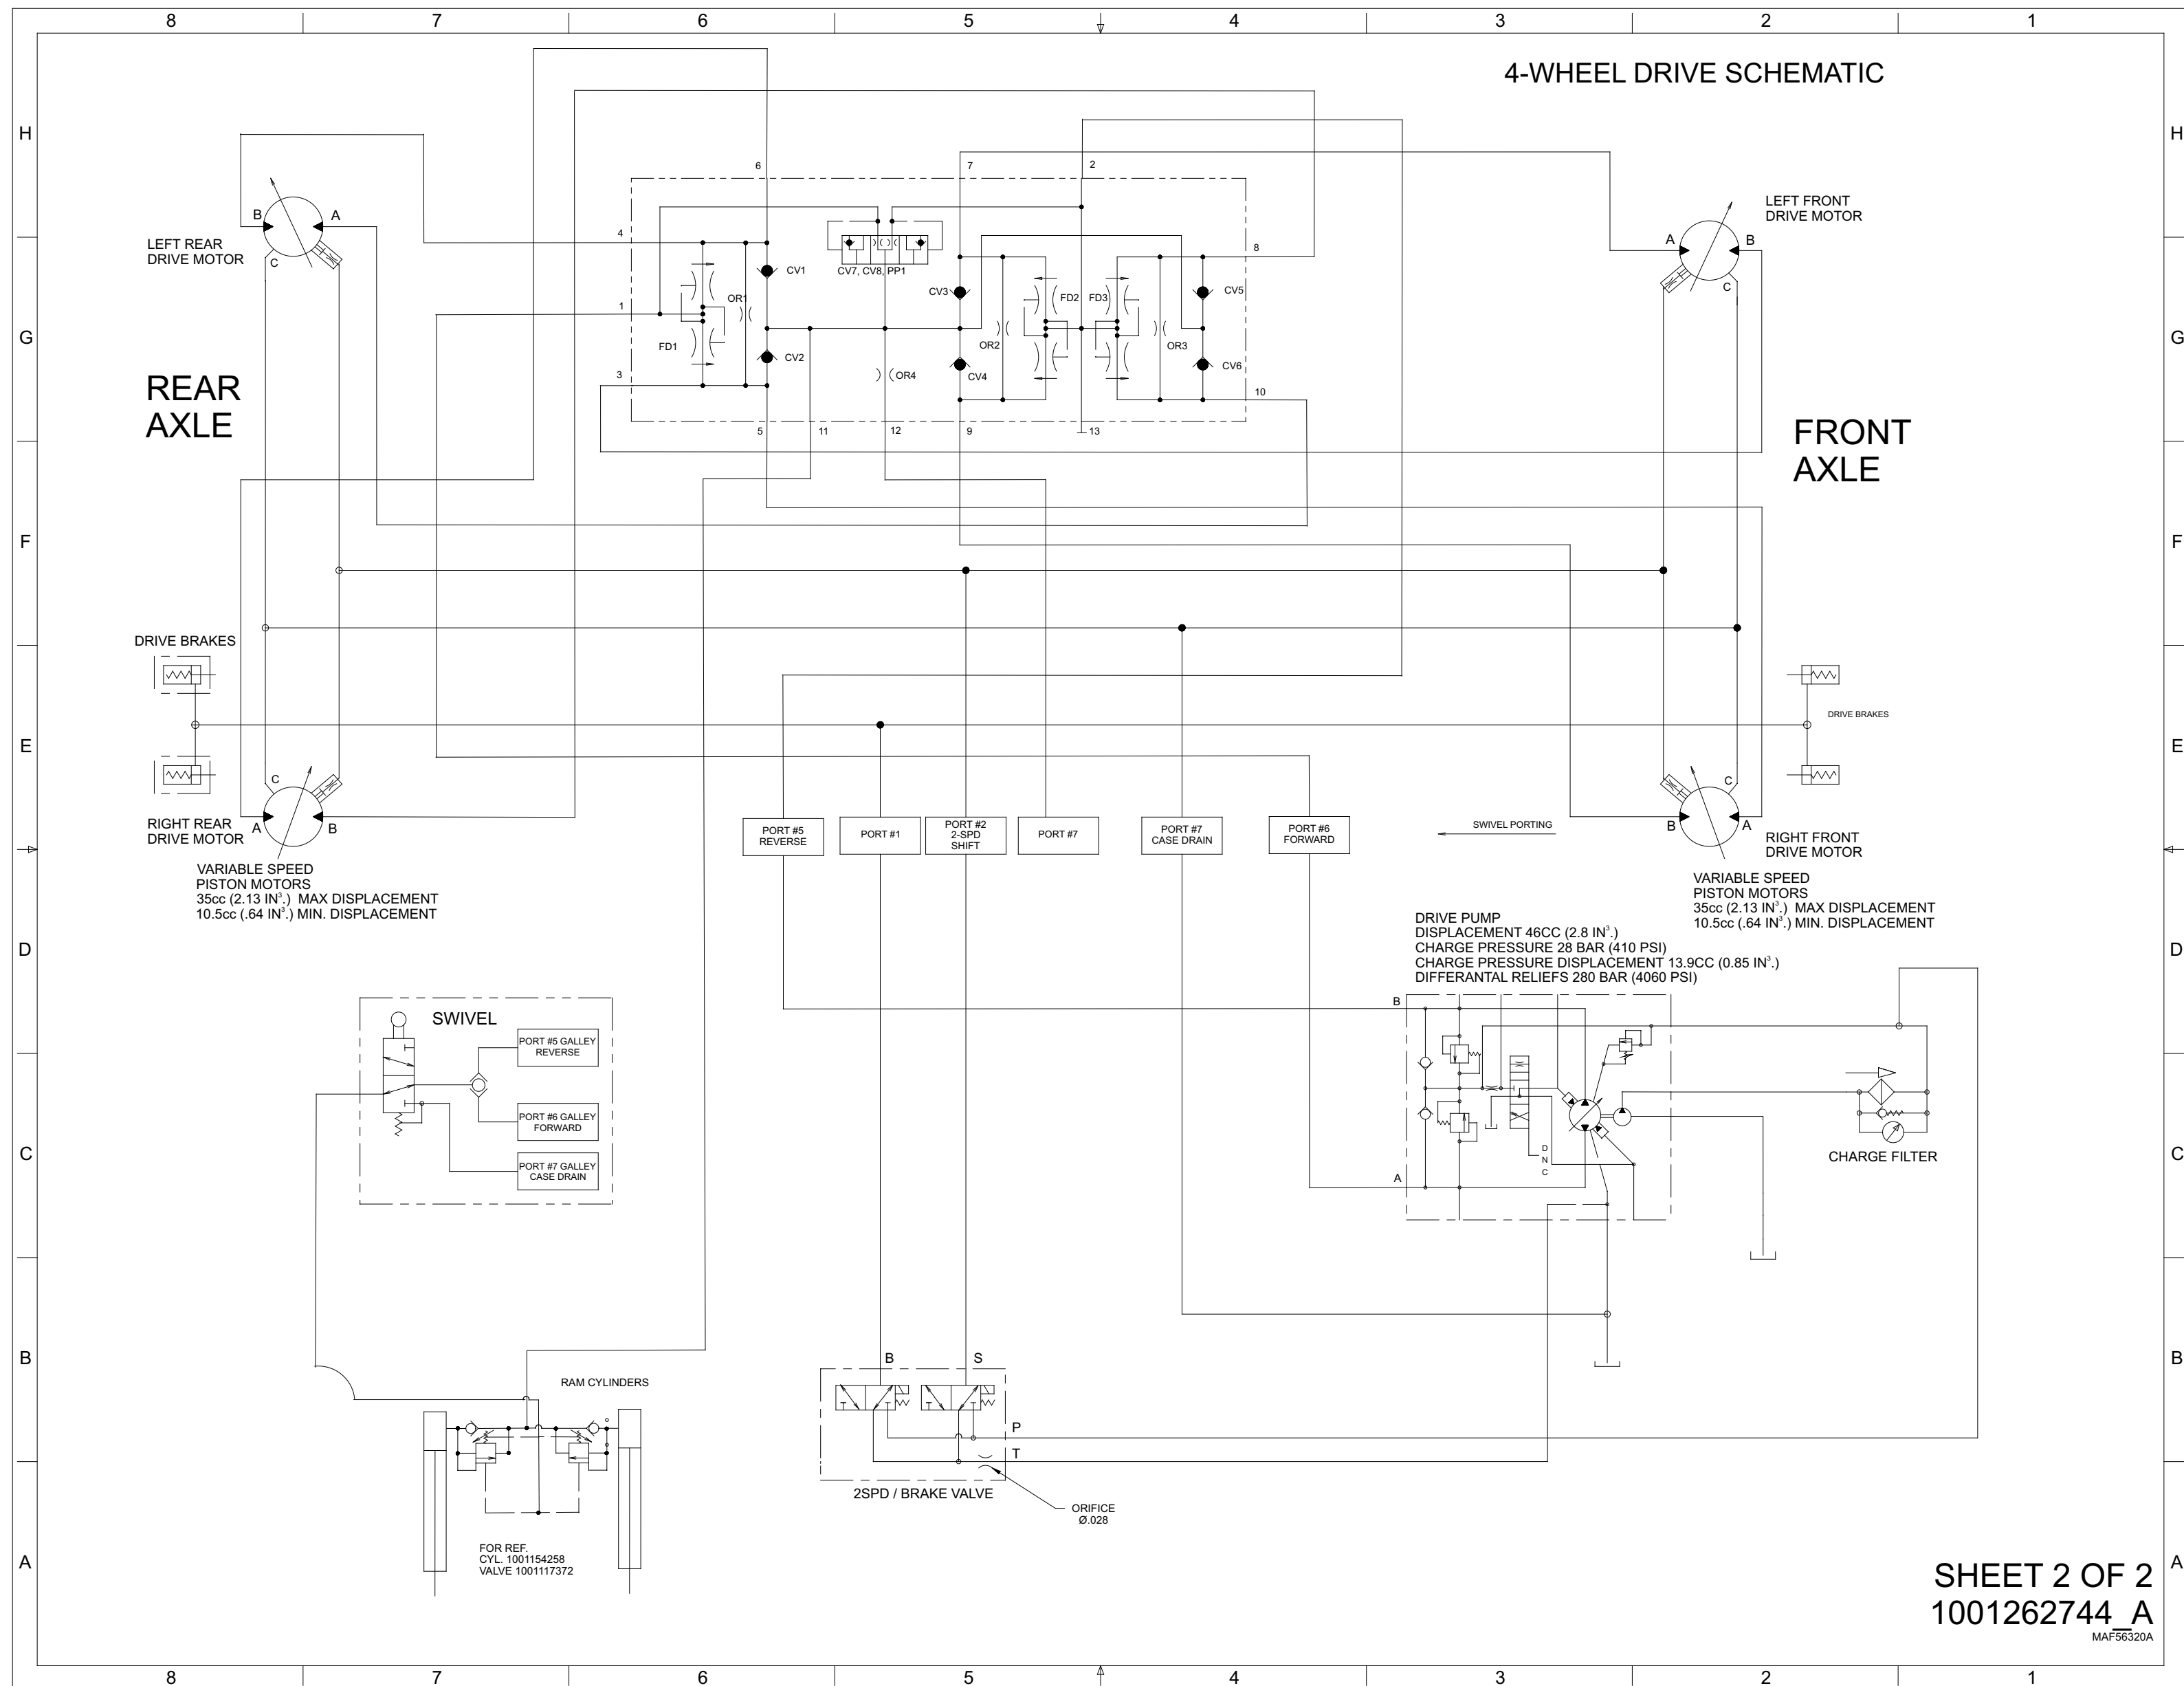 8 7 6 5 4 3 2 1
4-WHEEL DRIVE SCHEMATIC
H H
6 7 2
B A
LEFT REAR
DRIVE MOTOR
C
4
8
CV7, CV8, PP1
CV1
OR1
1
FD1
CV2
3
CV3
OR2
FD2
FD3
CV5
OR3
OR4
CV4
CV6
10
5 11 12 9 13
LEFT FRONT
DRIVE MOTOR
A B
C
G G
REAR
AXLE
FRONT
AXLE
F F
DRIVE BRAKES
DRIVE BRAKES
E E
C
A B
RIGHT REAR
DRIVE MOTOR
VARIABLE SPEED
PISTON MOTORS
35cc (2.13 IN³.) MAX DISPLACEMENT
10.5cc (.64 IN³.) MIN. DISPLACEMENT
PORT #5
REVERSE
PORT #1
PORT #2
2-SPD
SHIFT
PORT #7
PORT #7
CASE DRAIN
PORT #6
FORWARD
SWIVEL PORTING
C
B A
RIGHT FRONT
DRIVE MOTOR
VARIABLE SPEED
PISTON MOTORS
35cc (2.13 IN³.) MAX DISPLACEMENT
10.5cc (.64 IN³.) MIN. DISPLACEMENT
D D
DRIVE PUMP
DISPLACEMENT 46CC (2.8 IN³.)
CHARGE PRESSURE 28 BAR (410 PSI)
CHARGE PRESSURE DISPLACEMENT 13.9CC (0.85 IN³.)
DIFFERANTAL RELIEFS 280 BAR (4060 PSI)
B
A
D
N
C
CHARGE FILTER
SWIVEL
PORT #5 GALLEY
REVERSE
PORT #6 GALLEY
FORWARD
PORT #7 GALLEY
CASE DRAIN
C C
B B
RAM CYLINDERS
FOR REF.
CYL. 1001154258
VALVE 1001117372
B S
P
T
2SPD / BRAKE VALVE
ORIFICE
Ø.028
A A
SHEET 2 OF 2
1001262744_A
MAF56320A
8 7 6 5 4 3 2 1